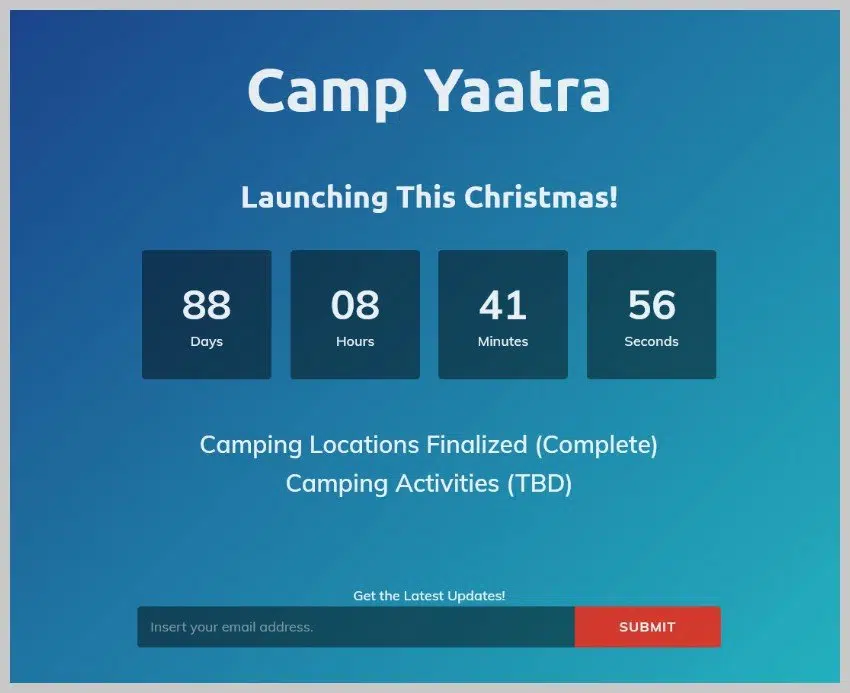 Camp Yaatra
Launching This Christmas!
88 08 41 56
Days Hours Minutes Seconds
Camping Locations Finalized (Complete)
Camping Activities (TBD)
Get the Latest Updates!
Insert your email address. SUBMIT